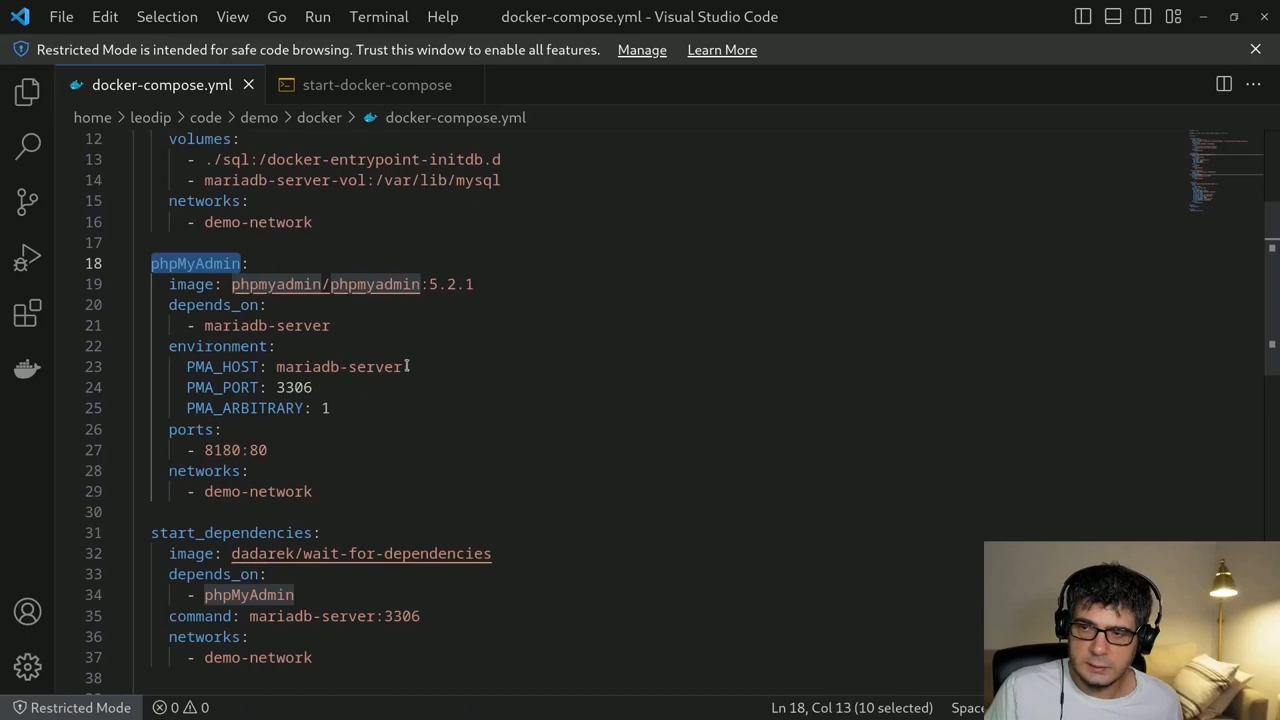 File Edit Selection View Go Run Terminal Help docker-compose.yml - Visual Studio Code
Restricted Mode is intended for safe code browsing. Trust this window to enable all features. Manage Learn More
docker-compose.yml start-docker-compose
home leodip code demo docker docker-compose.yml
12 volumes:
13 - ./sql:/docker-entrypoint-initdb.d
14 - mariadb-server-vol:/var/lib/mysql
15 networks:
16 - demo-network
17
18 phpMyAdmin:
19 image: phpmyadmin/phpmyadmin:5.2.1
20 depends_on:
21 - mariadb-server
22 environment:
23 PMA_HOST: mariadb-server
24 PMA_PORT: 3306
25 PMA_ARBITRARY: 1
26 ports:
27 - 8180:80
28 networks:
29 - demo-network
30
31 start_dependencies:
32 image: dadarek/wait-for-dependencies
33 depends_on:
34 - phpMyAdmin
35 command: mariadb-server:3306
36 networks:
37 - demo-network
38
Restricted Mode 0 0 Ln 18, Col 13 (10 selected)